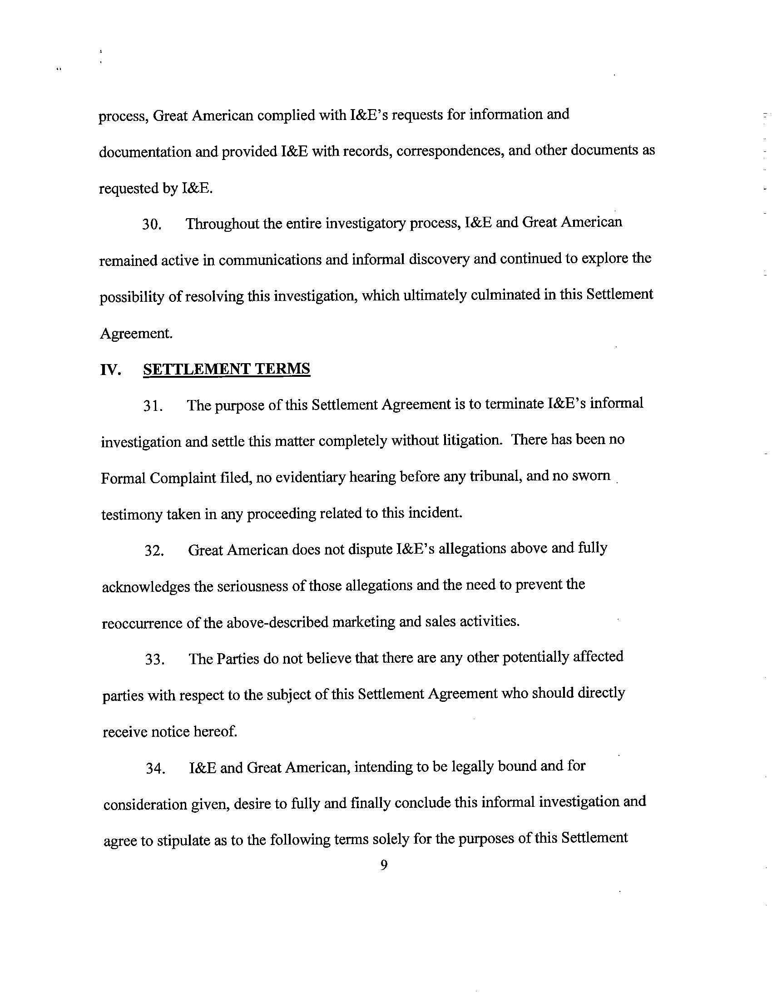 process, Great American complied with I&E's requests for information and
documentation and provided I&E with records, correspondences, and other documents as
requested by I&E.
30. Throughout the entire investigatory process, I&E and Great American
remained active in communications and informal discovery and continued to explore the
possibility of resolving this investigation, which ultimately culminated in this Settlement
Agreement.
IV. SETTLEMENT TERMS
31. The purpose of this Settlement Agreement is to terminate I&E's informal
investigation and settle this matter completely without litigation. There has been no
Formal Complaint filed, no evidentiary hearing before any tribunal, and no sworn
testimony taken in any proceeding related to this incident.
32. Great American does not dispute I&E's allegations above and fully
acknowledges the seriousness of those allegations and the need to prevent the
reoccurrence of the above-described marketing and sales activities.
33. The Parties do not believe that there are any other potentially affected
parties with respect to the subject of this Settlement Agreement who should directly
receive notice hereof.
34. I&E and Great American, intending to be legally bound and for
consideration given, desire to fully and finally conclude this informal investigation and
agree to stipulate as to the following terms solely for the purposes of this Settlement
9